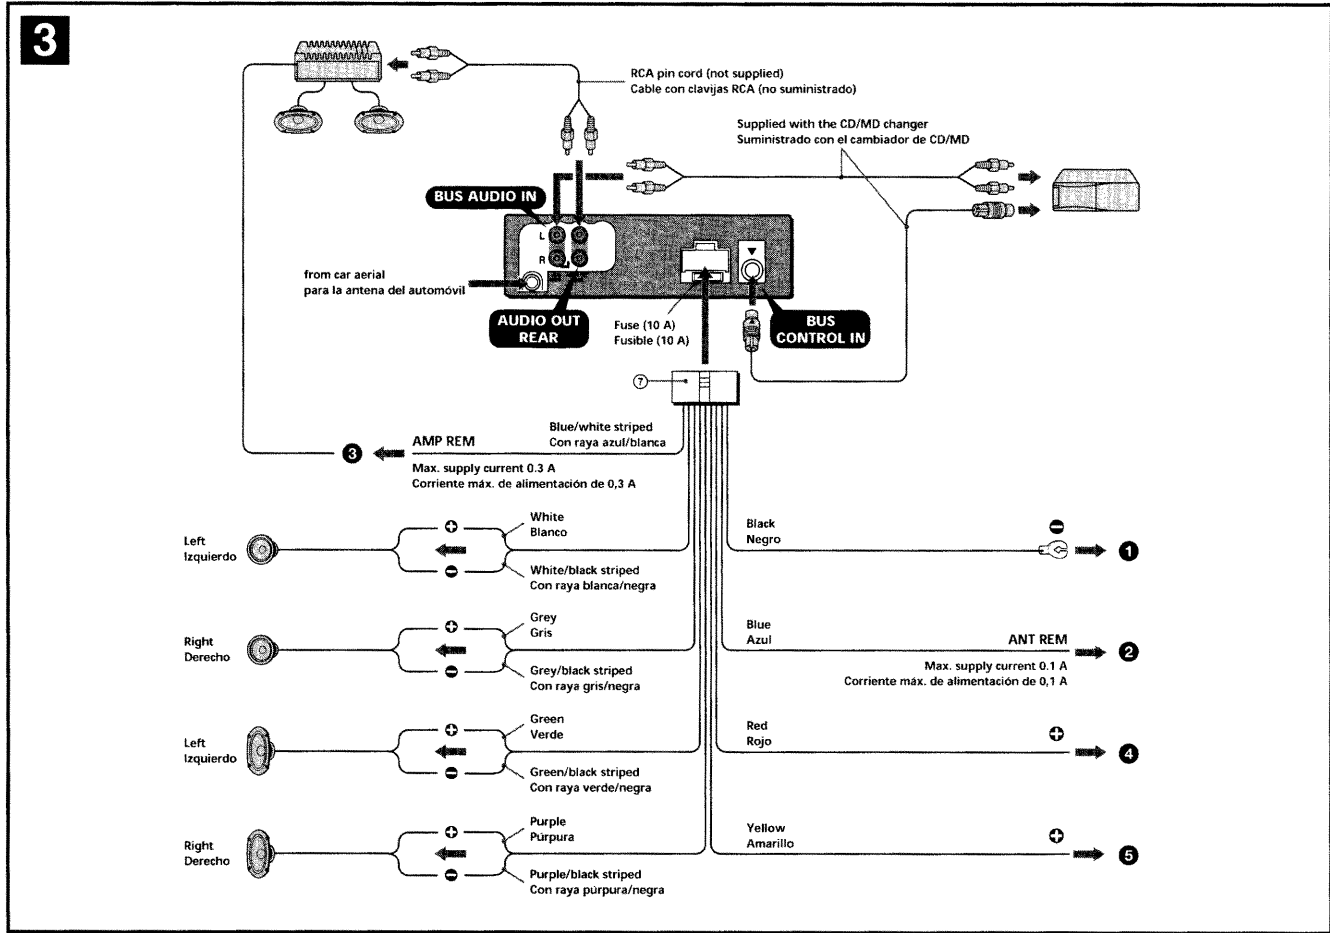 3
RCA pin cord (not supplied)
Cable con clavijas RCA (no suministrado)
Supplied with the CD/MD changer
Suministrado con el cambiador de CD/MD
BUS AUDIO IN
L
R
from car aerial
para la antena del automóvil
AUDIO OUT
REAR
Fuse (10 A)
Fusible (10 A)
BUS
CONTROL IN
7
Blue/white striped
Con raya azul/blanca
3
AMP REM
Max. supply current 0.3 A
Corriente máx. de alimentación de 0,3 A
Left
Izquierdo
+
-
White
Blanco
White/black striped
Con raya blanca/negra
Black
Negro
-
1
Right
Derecho
+
-
Grey
Gris
Grey/black striped
Con raya gris/negra
Blue
Azul
ANT REM
2
Max. supply current 0.1 A
Corriente máx. de alimentación de 0,1 A
Left
Izquierdo
+
-
Green
Verde
Green/black striped
Con raya verde/negra
Red
Rojo
+
4
Right
Derecho
+
-
Purple
Púrpura
Purple/black striped
Con raya púrpura/negra
Yellow
Amarillo
+
5